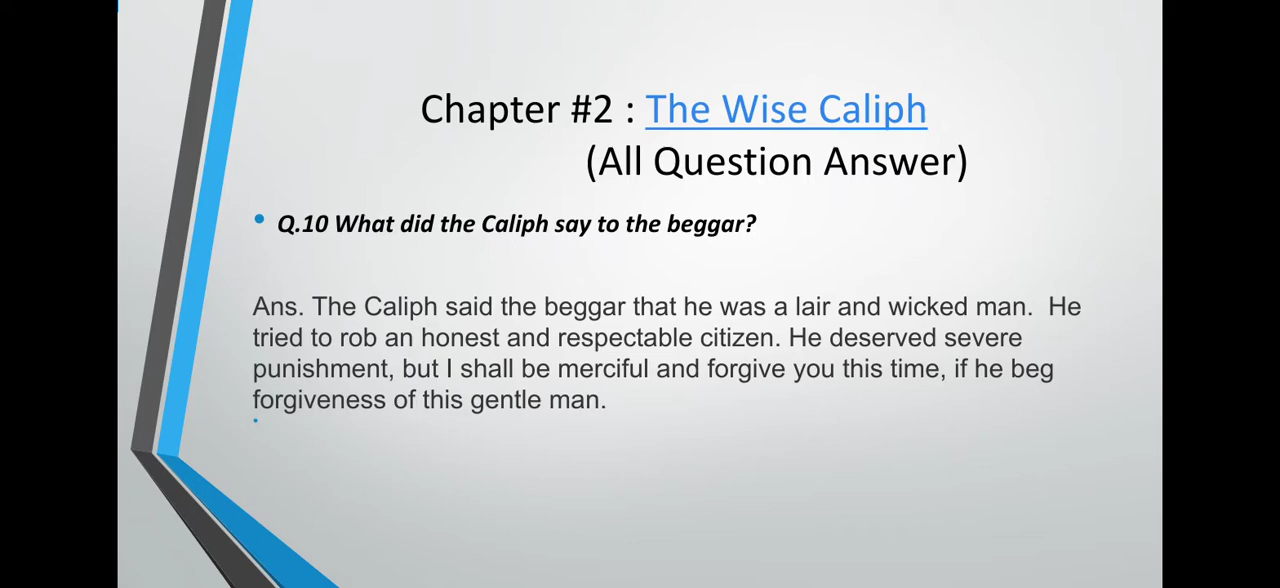 Chapter #2 : The Wise Caliph
(All Question Answer)
• Q.10 What did the Caliph say to the beggar?
Ans. The Caliph said the beggar that he was a lair and wicked man. He
tried to rob an honest and respectable citizen. He deserved severe
punishment, but I shall be merciful and forgive you this time, if he beg
forgiveness of this gentle man.